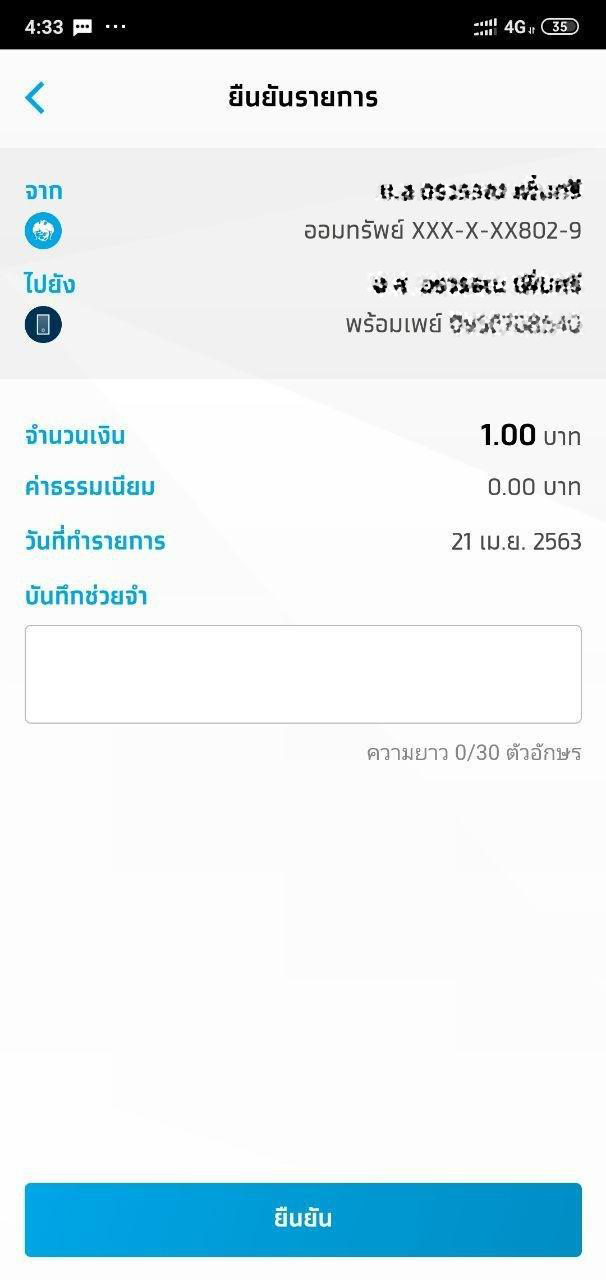 4:33
4G
35
ยืนยันรายการ
จาก
ออมทรัพย์ XXX-X-XX802-9
ไปยัง
พร้อมเพย์
จำนวนเงิน 1.00 บาท
ค่าธรรมเนียม 0.00 บาท
วันที่ทำรายการ 21 เม.ย. 2563
บันทึกช่วยจำ
ความยาว 0/30 ตัวอักษร
ยืนยัน